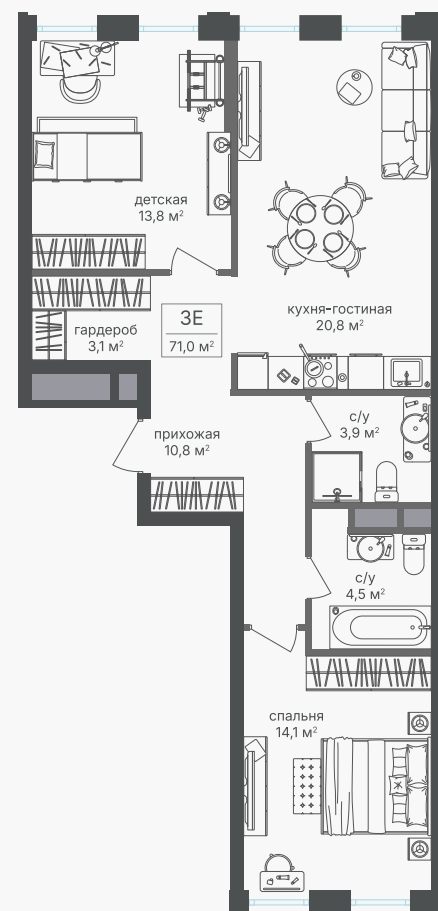 детская
13,8 м²
кухня-гостиная
20,8 м²
3Е
71,0 м²
гардероб
3,1 м²
с/у
3,9 м²
прихожая
10,8 м²
с/у
4,5 м²
спальня
14,1 м²